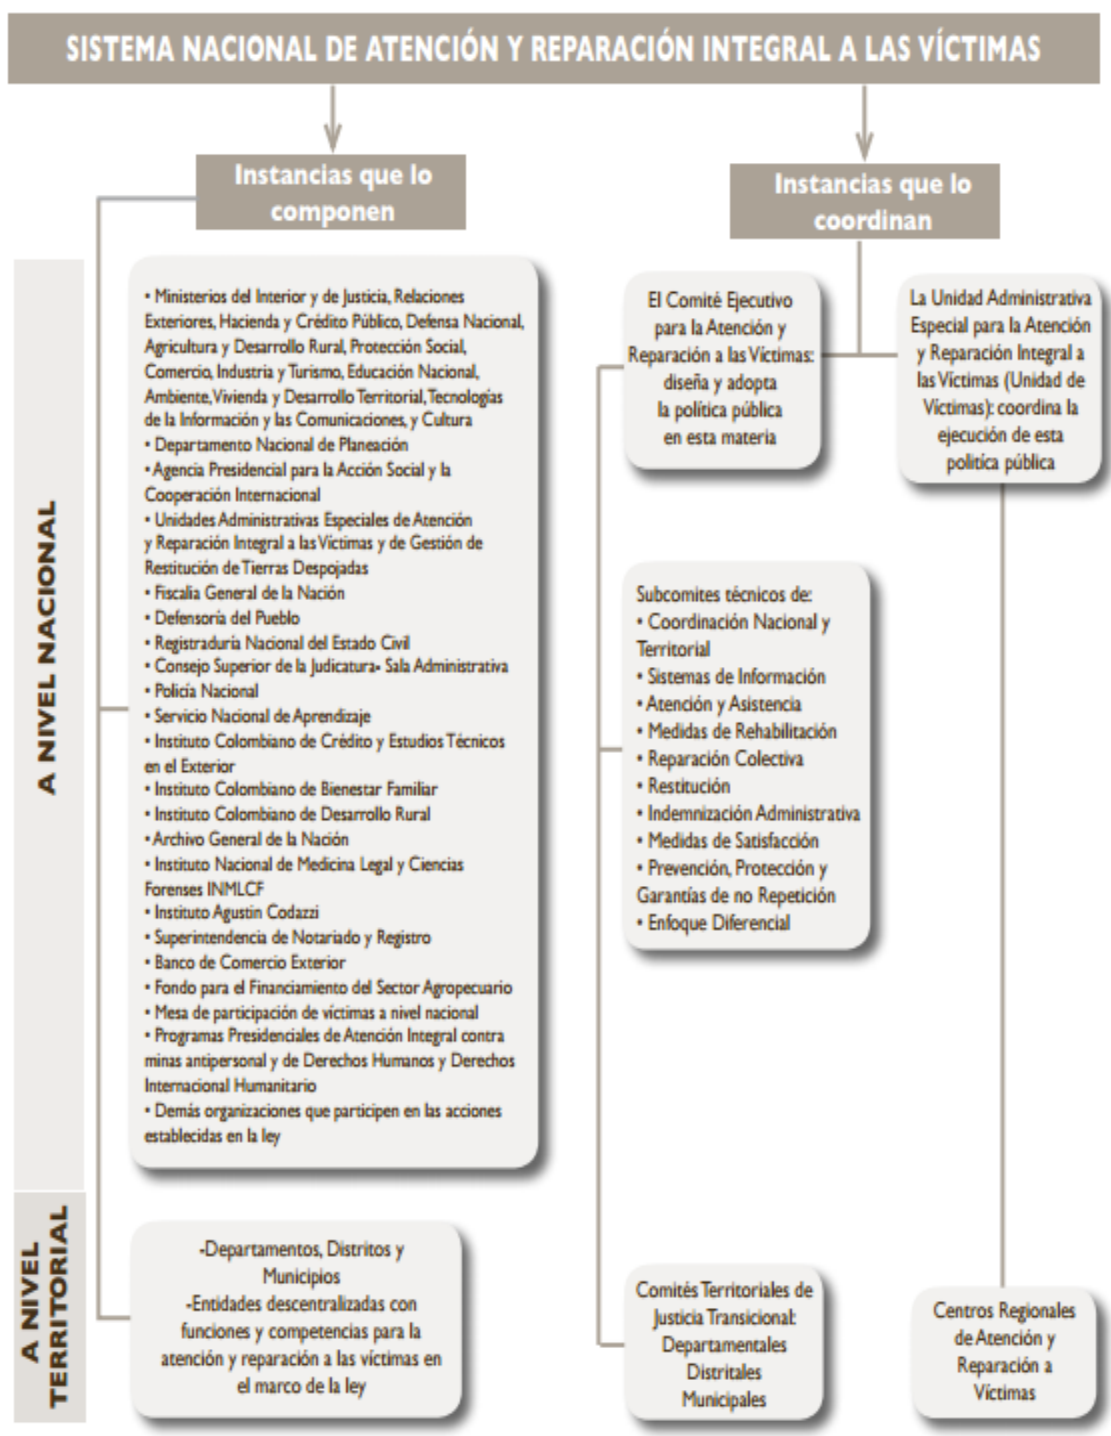 SISTEMA NACIONAL DE ATENCIÓN Y REPARACIÓN INTEGRAL A LAS VÍCTIMAS
Instancias que lo
componen
A NIVEL NACIONAL
• Ministerios del Interior y de Justicia, Relaciones
Exteriores, Hacienda y Crédito Público, Defensa Nacional,
Agricultura y Desarrollo Rural, Protección Social,
Comercio, Industria y Turismo, Educación Nacional,
Ambiente, Vivienda y Desarrollo Territorial, Tecnologías
de la Información y las Comunicaciones, y Cultura
• Departamento Nacional de Planeación
• Agencia Presidencial para la Acción Social y la
Cooperación Internacional
• Unidades Administrativas Especiales de Atención
y Reparación Integral a las Víctimas y de Gestión de
Restitución de Tierras Despojadas
• Fiscalia General de la Nación
• Defensoría del Pueblo
• Registraduría Nacional del Estado Civil
• Consejo Superior de la Judicatura- Sala Administrativa
• Policía Nacional
• Servicio Nacional de Aprendizaje
• Instituto Colombiano de Crédito y Estudios Técnicos
en el Exterior
• Instituto Colombiano de Bienestar Familiar
• Instituto Colombiano de Desarrollo Rural
• Archivo General de la Nación
• Instituto Nacional de Medicina Legal y Ciencias
Forenses INMLCF
• Instituto Agustin Codazzi
• Superintendencia de Notariado y Registro
• Banco de Comercio Exterior
• Fondo para el Financiamiento del Sector Agropecuario
• Mesa de participación de víctimas a nivel nacional
• Programas Presidenciales de Atención Integral contra
minas antipersonal y de Derechos Humanos y Derechos
Internacional Humanitario
• Demás organizaciones que participen en las acciones
establecidas en la ley
A NIVEL
TERRITORIAL
-Departamentos, Distritos y
Municipios
-Entidades descentralizadas con
funciones y competencias para la
atención y reparación a las víctimas en
el marco de la ley
Instancias que lo
coordinan
El Comité Ejecutivo
para la Atención y
Reparación a las Víctimas:
diseña y adopta
la política pública
en esta materia
La Unidad Administrativa
Especial para la Atención
y Reparación Integral a
las Víctimas (Unidad de
Víctimas): coordina la
ejecución de esta
politíca pública
Subcomites técnicos de:
• Coordinación Nacional y
Territorial
• Sistemas de Información
• Atención y Asistencia
• Medidas de Rehabilitación
• Reparación Colectiva
• Restitución
• Indemnización Administrativa
• Medidas de Satisfacción
• Prevención, Protección y
Garantías de no Repetición
• Enfoque Diferencial
Comités Territoriales de
Justicia Transicional:
Departamentales
Distritales
Municipales
Centros Regionales
de Atención y
Reparación a
Víctimas